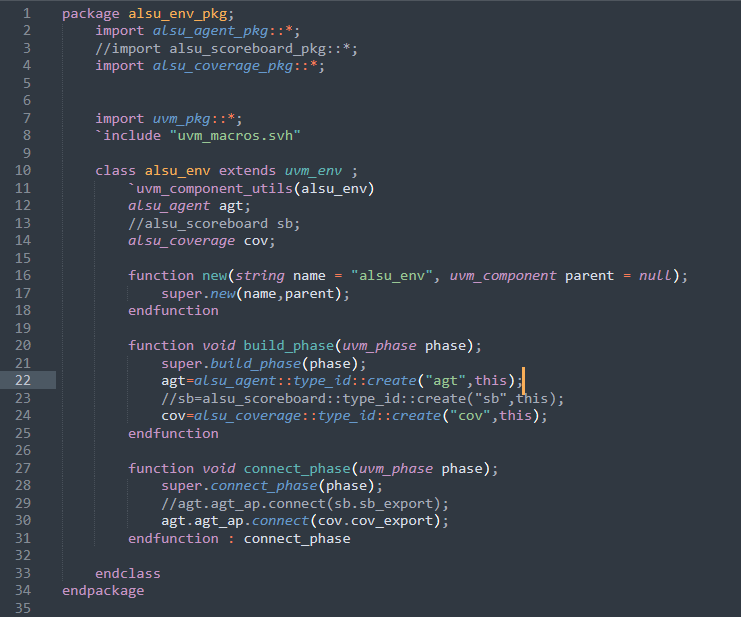 1 package alsu_env_pkg;
2 import alsu_agent_pkg::*;
3 //import alsu_scoreboard_pkg::*;
4 import alsu_coverage_pkg::*;
5
6
7 import uvm_pkg::*;
8 `include "uvm_macros.svh"
9
10 class alsu_env extends uvm_env ;
11 `uvm_component_utils(alsu_env)
12 alsu_agent agt;
13 //alsu_scoreboard sb;
14 alsu_coverage cov;
15
16 function new(string name = "alsu_env", uvm_component parent = null);
17 super.new(name,parent);
18 endfunction
19
20 function void build_phase(uvm_phase phase);
21 super.build_phase(phase);
22 agt=alsu_agent::type_id::create("agt",this);
23 //sb=alsu_scoreboard::type_id::create("sb",this);
24 cov=alsu_coverage::type_id::create("cov",this);
25 endfunction
26
27 function void connect_phase(uvm_phase phase);
28 super.connect_phase(phase);
29 //agt.agt_ap.connect(sb.sb_export);
30 agt.agt_ap.connect(cov.cov_export);
31 endfunction : connect_phase
32
33 endclass
34 endpackage
35